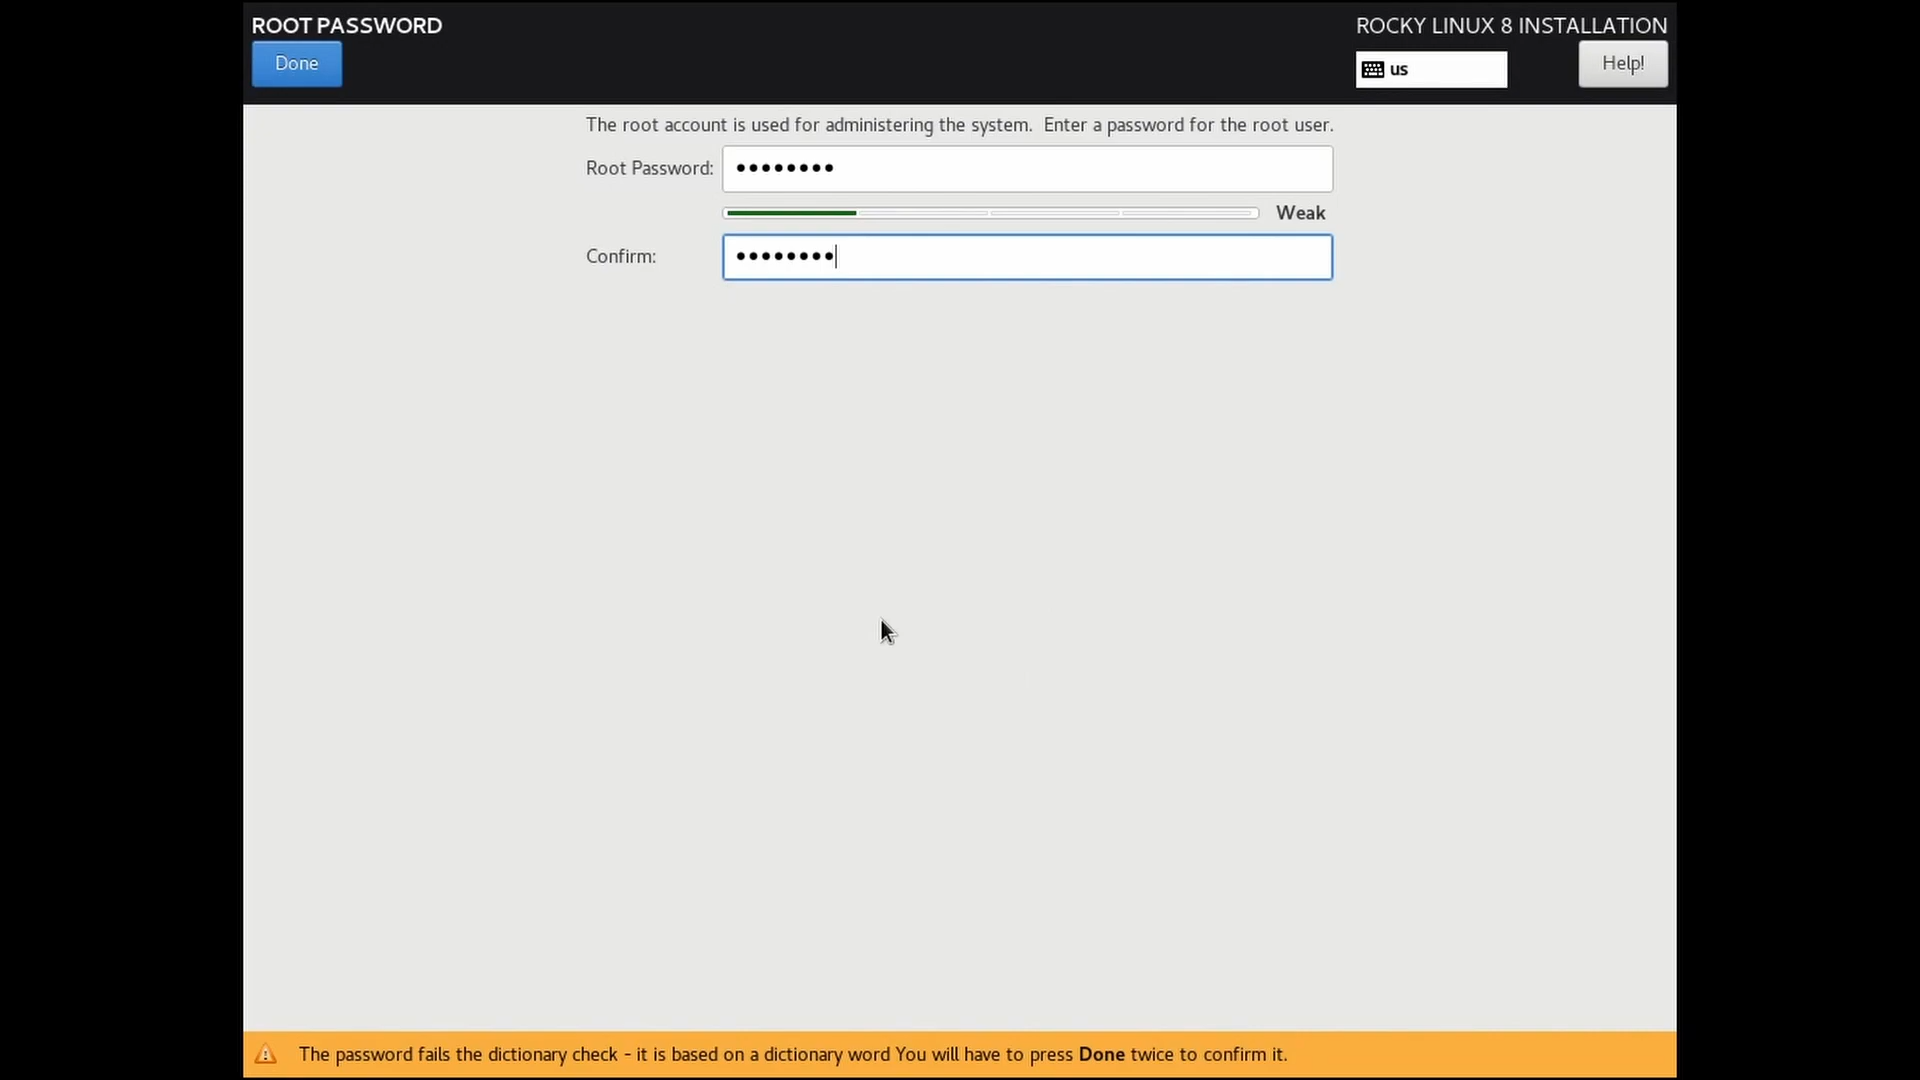 ROOT PASSWORD
ROCKY LINUX 8 INSTALLATION
Done
us
Help!
The root account is used for administering the system.  Enter a password for the root user.
Root Password: ••••••••
Weak
Confirm: ••••••••
The password fails the dictionary check - it is based on a dictionary word You will have to press Done twice to confirm it.